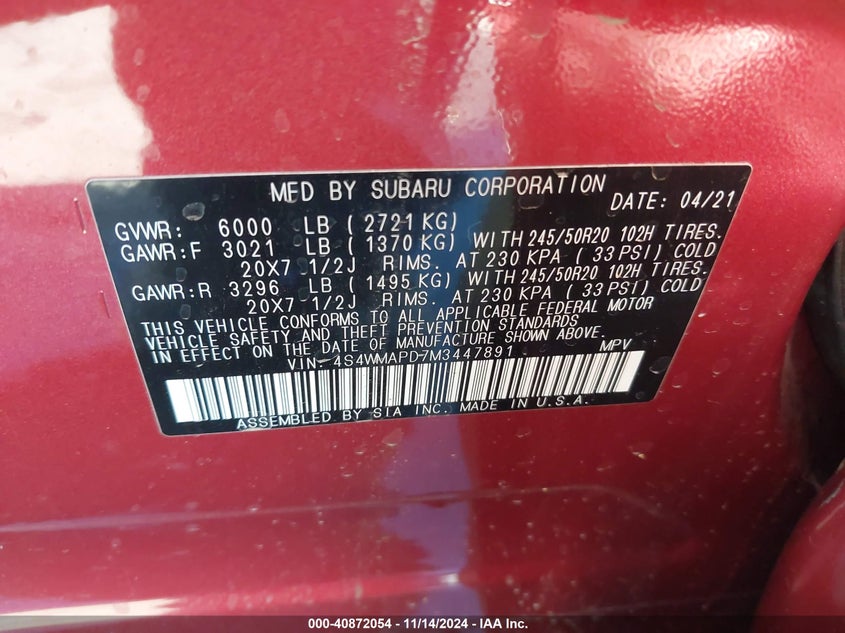 MFD BY SUBARU CORPORATION DATE: 04/21
GVWR: 6000 LB ( 2721 KG)
GAWR:F 3021 LB ( 1370 KG) WITH 245/50R20 102H TIRES.
20X7 1/2J RIMS. AT 230 KPA ( 33 PSI) COLD
GAWR:R 3296 LB ( 1495 KG) WITH 245/50R20 102H TIRES.
20X7 1/2J RIMS. AT 230 KPA ( 33 PSI) COLD
THIS VEHICLE CONFORMS TO ALL APPLICABLE FEDERAL MOTOR
VEHICLE SAFETY AND THEFT PREVENTION STANDARDS
IN EFFECT ON THE DATE OF MANUFACTURE SHOWN ABOVE.
VIN: 4S4WMAPD7M3447891 MPV
ASSEMBLED BY SIA INC. MADE IN U.S.A.
000-40872054 - 11/14/2024 - IAA Inc.